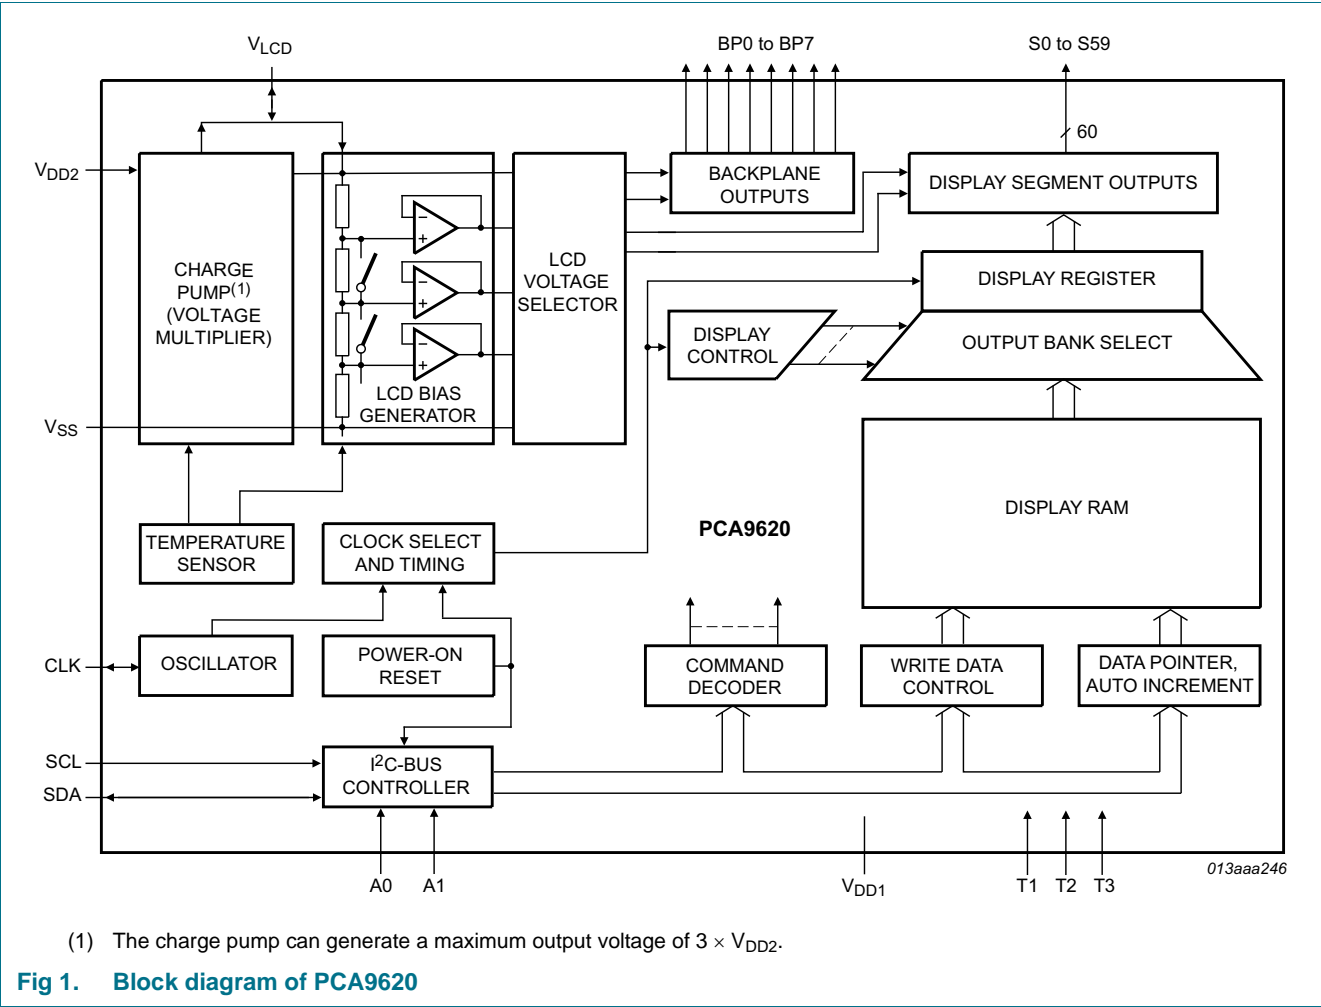 VLCD
BP0 to BP7
S0 to S59
60
VDD2
BACKPLANE
OUTPUTS
DISPLAY SEGMENT OUTPUTS
−
+
−
+
−
+
CHARGE
PUMP(1)
(VOLTAGE
MULTIPLIER)
LCD
VOLTAGE
SELECTOR
DISPLAY REGISTER
DISPLAY
CONTROL
OUTPUT BANK SELECT
LCD BIAS
GENERATOR
VSS
DISPLAY RAM
PCA9620
TEMPERATURE
SENSOR
CLOCK SELECT
AND TIMING
CLK
OSCILLATOR
POWER-ON
RESET
COMMAND
DECODER
WRITE DATA
CONTROL
DATA POINTER,
AUTO INCREMENT
SCL
SDA
I2C-BUS
CONTROLLER
A0
A1
VDD1
T1
T2
T3
013aaa246
(1) The charge pump can generate a maximum output voltage of 3 × VDD2.
Fig 1. Block diagram of PCA9620